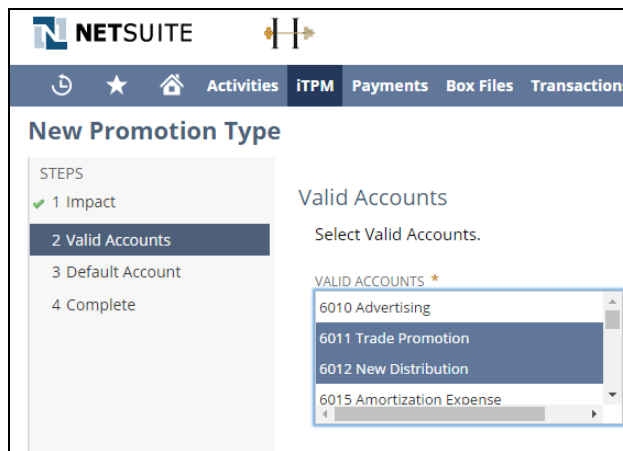 NETSUITE
Activities iTPM Payments Box Files Transaction
New Promotion Type
STEPS
1 Impact
2 Valid Accounts
3 Default Account
4 Complete
Valid Accounts
Select Valid Accounts.
VALID ACCOUNTS *
6010 Advertising
6011 Trade Promotion
6012 New Distribution
6015 Amortization Expense